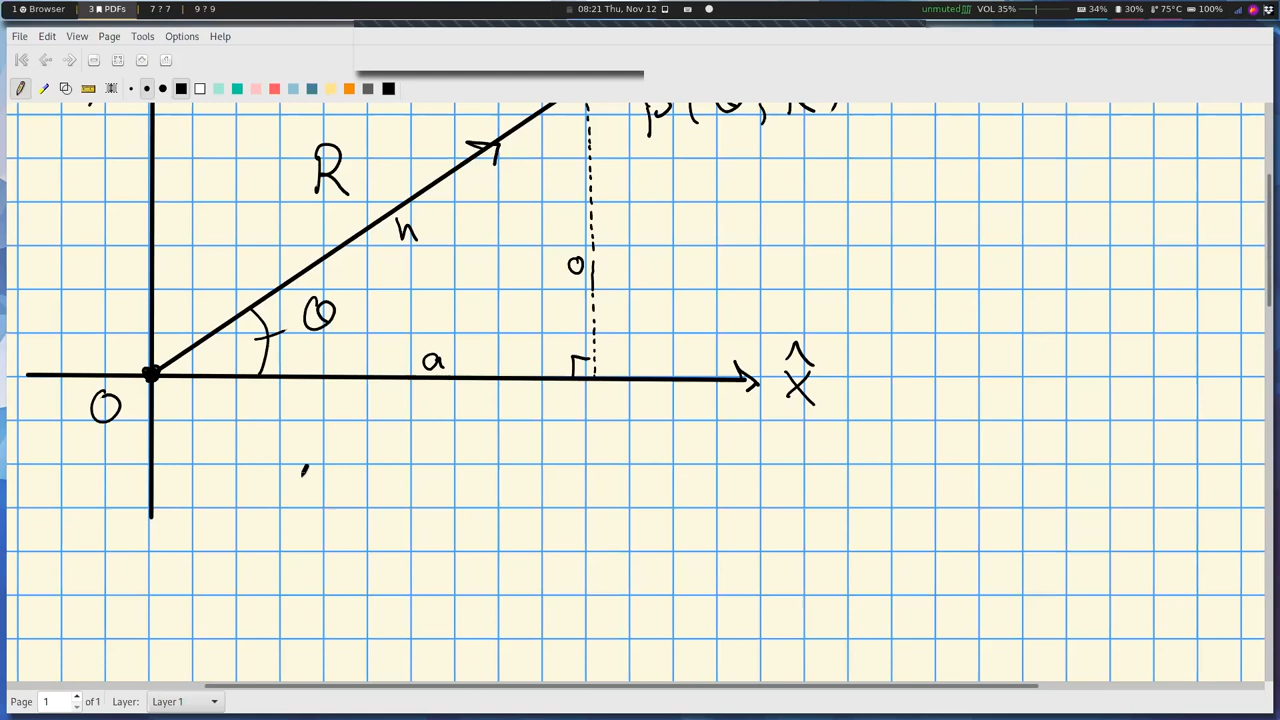 1 Browser 3 PDFs 7 ? 7 9 ? 9 08:21 Thu, Nov 12 unmuted VOL 35% 34% 30% 75°C 100%
File Edit View Page Tools Options Help
R
h
o
θ
a
x̂
O
Page 1 of 1 Layer: Layer 1